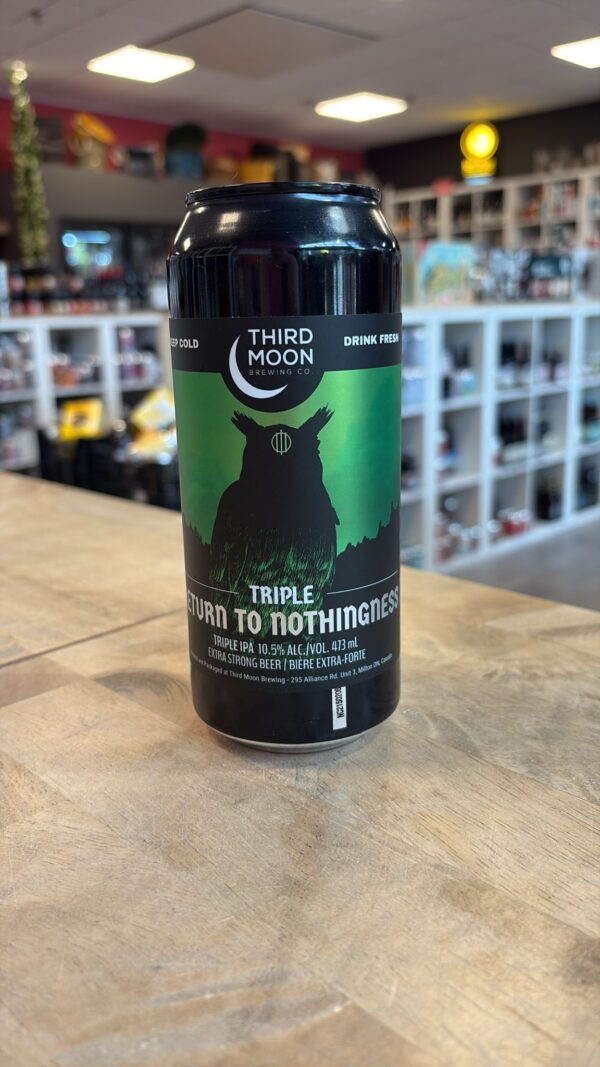 EEP COLD
THIRD
MOON
BREWING CO.
DRINK FRESH
TRIPLE
ETURN TO NOTHINGNESS
TRIPLE IPA 10.5% ALC./VOL. 473 mL
EXTRA STRONG BEER / BIÈRE EXTRA-FORTE
and Packaged at Third Moon Brewing - 295 Alliance Rd. Unit 3, Milton ON, Canada